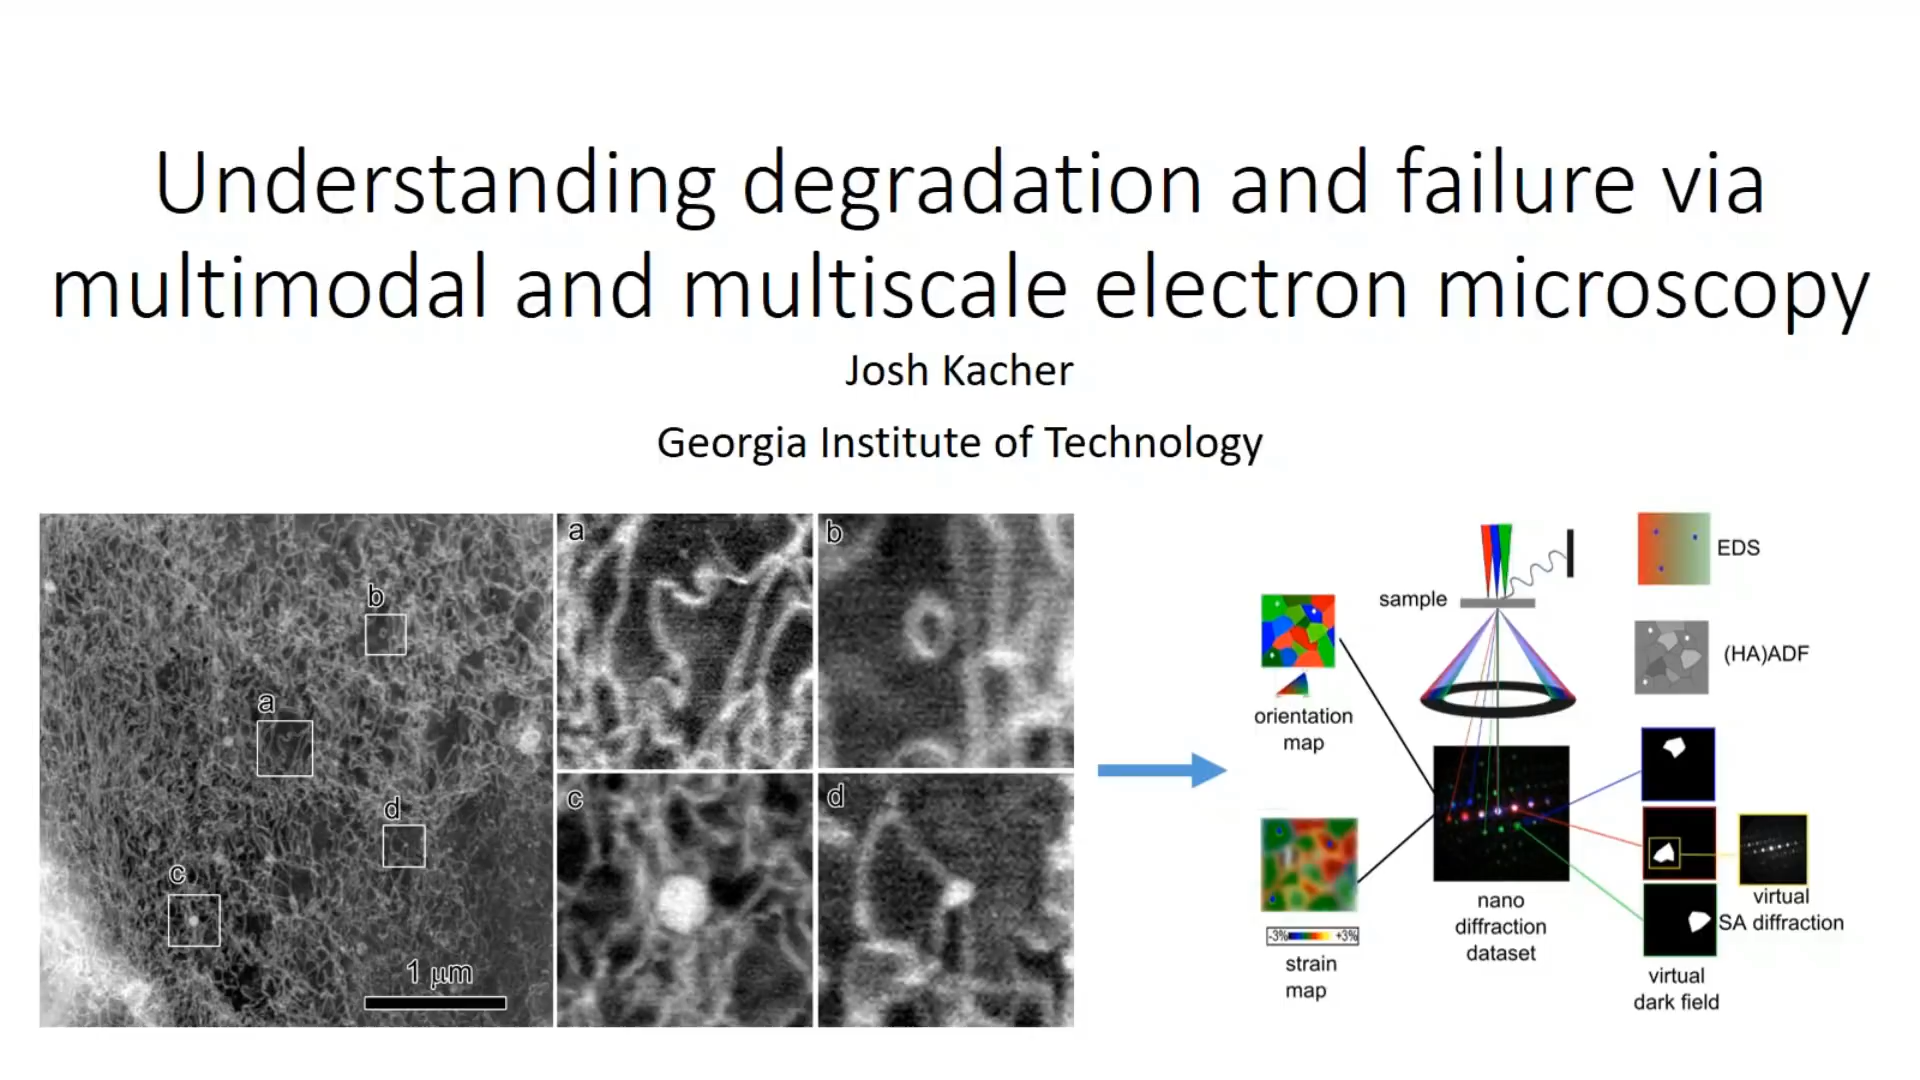 Understanding degradation and failure via
multimodal and multiscale electron microscopy
Josh Kacher
Georgia Institute of Technology
b
a
d
c
1 μm
a
b
c
d
sample
EDS
(HA)ADF
orientation
map
-3%
+3%
strain
map
nano
diffraction
dataset
virtual
SA diffraction
virtual
dark field